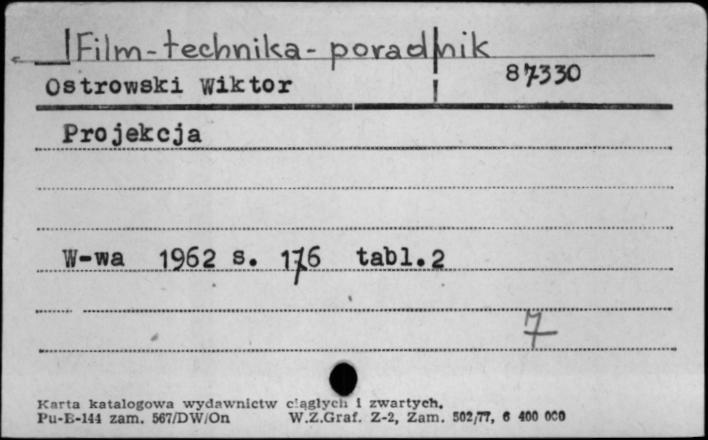 Film-technika-poradnik
Ostrowski Wiktor 87330
Projekcja
W-wa 1962 s. 176 tabl.2
7
Karta katalogowa wydawnictw ciągłych i zwartych.
Pu-B-144 zam. 567/DW/On W.Z.Graf. Z-2, Zam. 502/77, 6 400 000